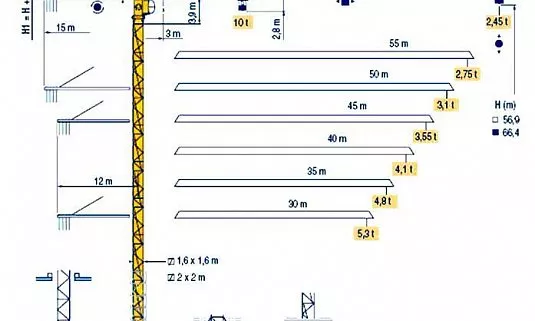 H1 = H +
15 m
3,9 m
3 m
10 t
2,8 m
2,45 t
55 m
2,75 t
50 m
3,1 t
45 m
3,55 t
H (m)
56,9
66,4
40 m
4,1 t
35 m
4,8 t
12 m
30 m
5,3 t
1,6 x 1,6 m
2 x 2 m